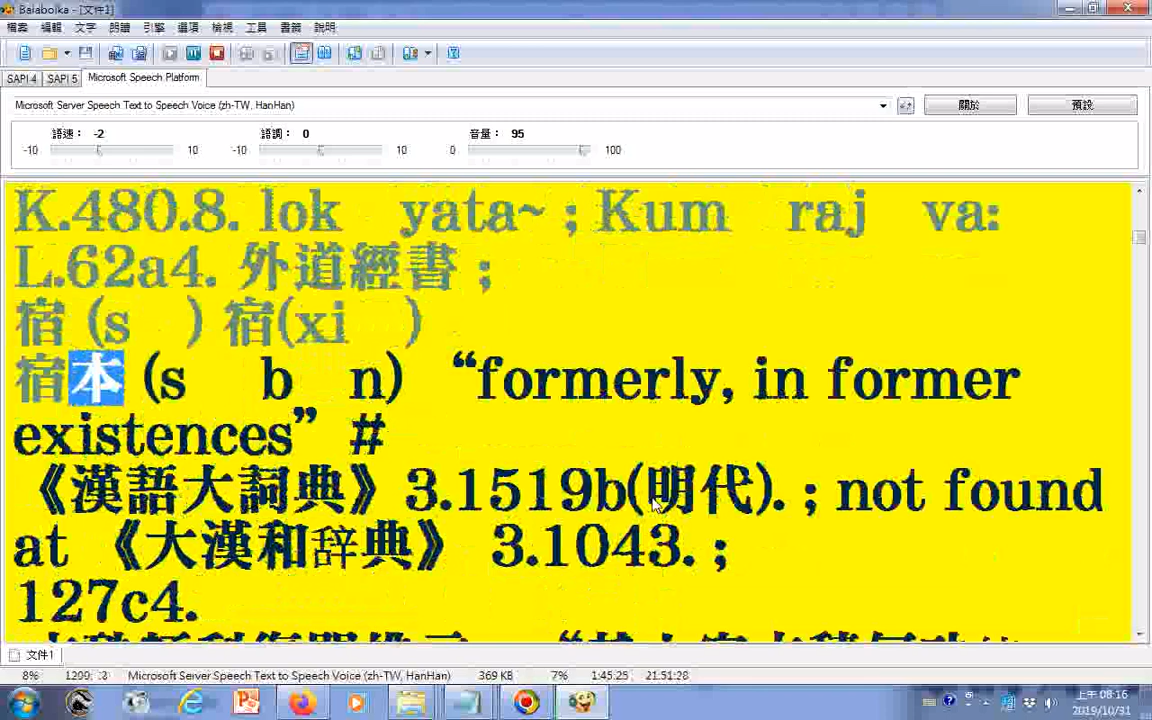 Balabolka - [文件1]
檔案 編輯 文字 朗讀 引擎 選項 檢視 工具 書籤 說明
SAPI 4 SAPI 5 Microsoft Speech Platform
Microsoft Server Speech Text to Speech Voice (zh-TW, HanHan) 關於 預設
語速： -2 語調： 0 音量： 95
-10 10 -10 10 0 100
K.480.8. lok yata~ ; Kum raj va:
L.62a4. 外道經書 ;
宿 (s ) 宿(xi )
宿本 (s b n) “formerly, in former
existences” #
《漢語大詞典》 3.1519b(明代). ; not found
at 《大漢和辞典》 3.1043. ;
127c4.
文件1
8% Microsoft Server Speech Text to Speech Voice (zh-TW, HanHan) 369 KB 7% 1:45:25 21:51:28
上午 08:16
2019/10/31